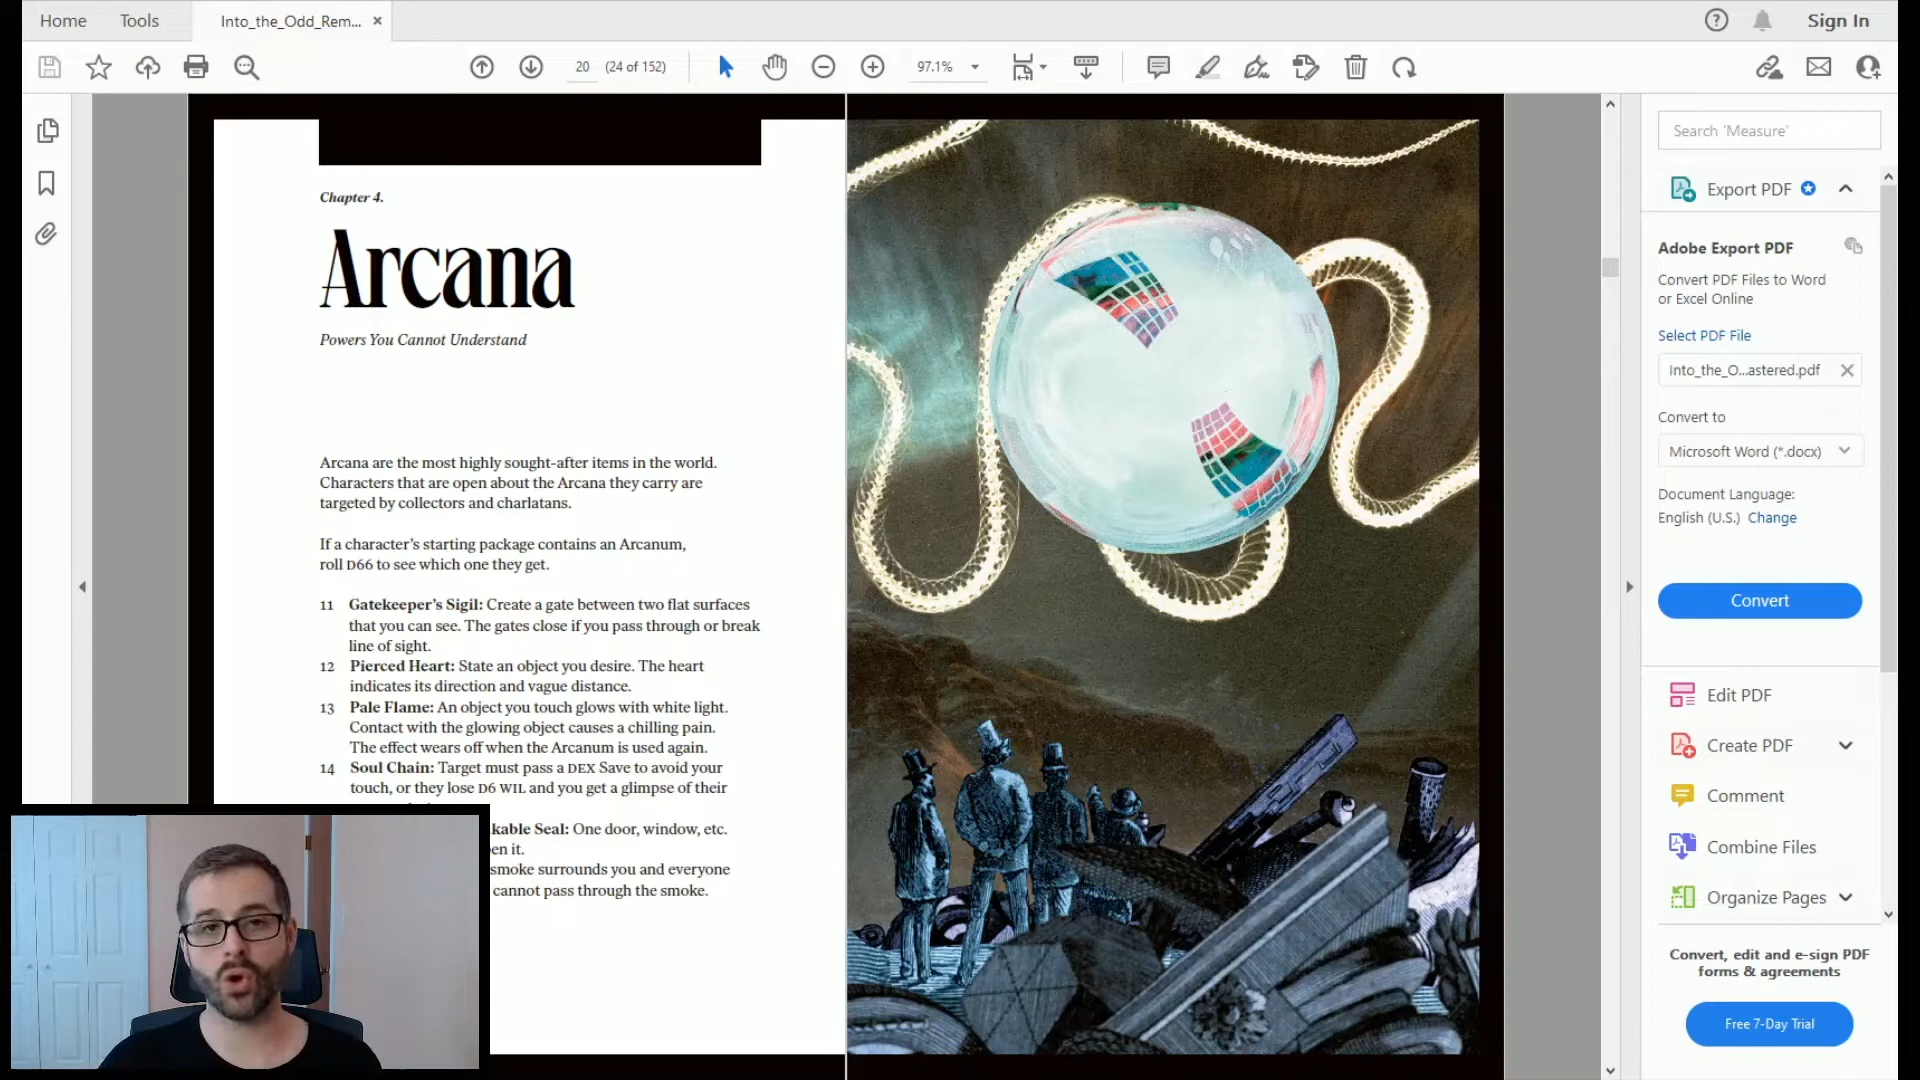 Home
Tools
Into_the_Odd_Rem...
Sign In
20
(24 of 152)
97.1%
Chapter 4.
Arcana
Powers You Cannot Understand
Arcana are the most highly sought-after items in the world.
Characters that are open about the Arcana they carry are
targeted by collectors and charlatans.
If a character's starting package contains an Arcanum,
roll D66 to see which one they get.
11 Gatekeeper's Sigil: Create a gate between two flat surfaces
that you can see. The gates close if you pass through or break
line of sight.
12 Pierced Heart: State an object you desire. The heart
indicates its direction and vague distance.
13 Pale Flame: An object you touch glows with white light.
Contact with the glowing object causes a chilling pain.
The effect wears off when the Arcanum is used again.
14 Soul Chain: Target must pass a DEX Save to avoid your
touch, or they lose D6 WIL and you get a glimpse of their
kable Seal: One door, window, etc.
en it.
smoke surrounds you and everyone
cannot pass through the smoke.
Search 'Measure'
Export PDF
Adobe Export PDF
Convert PDF Files to Word
or Excel Online
Select PDF File
Into_the_O...astered.pdf
Convert to
Microsoft Word (*.docx)
Document Language:
English (U.S.) Change
Convert
Edit PDF
Create PDF
Comment
Combine Files
Organize Pages
Convert, edit and e-sign PDF
forms & agreements
Free 7-Day Trial